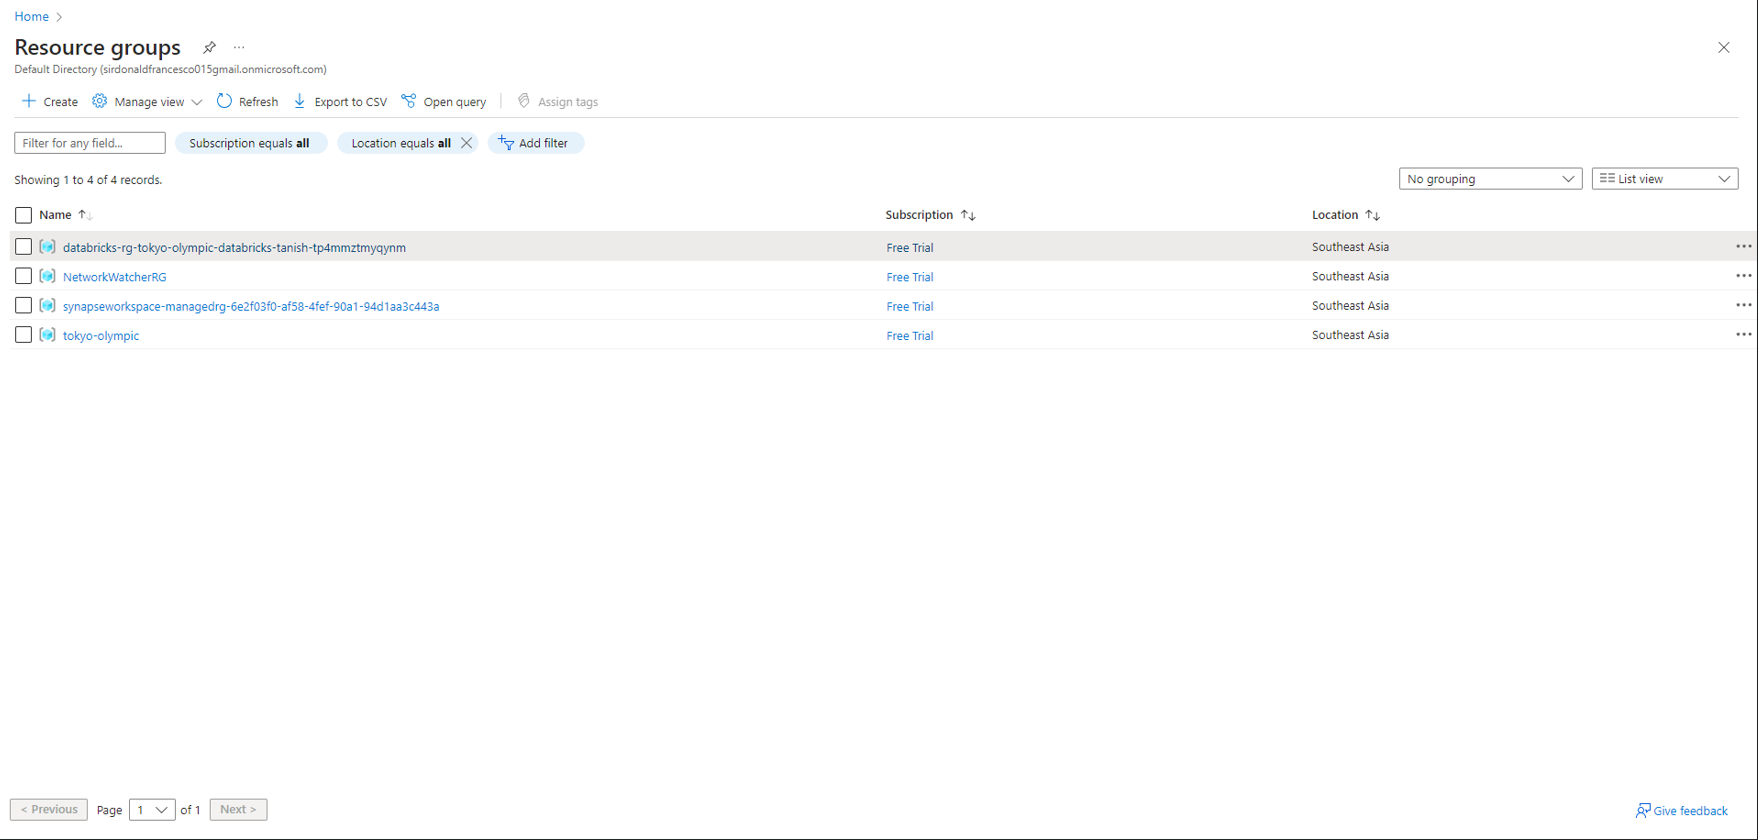 Home >
Resource groups ...
Default Directory (sirdonaldfrancesco015gmail.onmicrosoft.com)
+ Create Manage view Refresh Export to CSV Open query Assign tags
Filter for any field... Subscription equals all Location equals all Add filter
Showing 1 to 4 of 4 records. No grouping List view
Name ↑↓ Subscription ↑↓ Location ↑↓
databricks-rg-tokyo-olympic-databricks-tanish-tp4mmztmyqynm Free Trial Southeast Asia ...
NetworkWatcherRG Free Trial Southeast Asia ...
synapseworkspace-managedrg-6e2f03f0-af58-4fef-90a1-94d1aa3c443a Free Trial Southeast Asia ...
tokyo-olympic Free Trial Southeast Asia ...
< Previous Page 1 of 1 Next > Give feedback